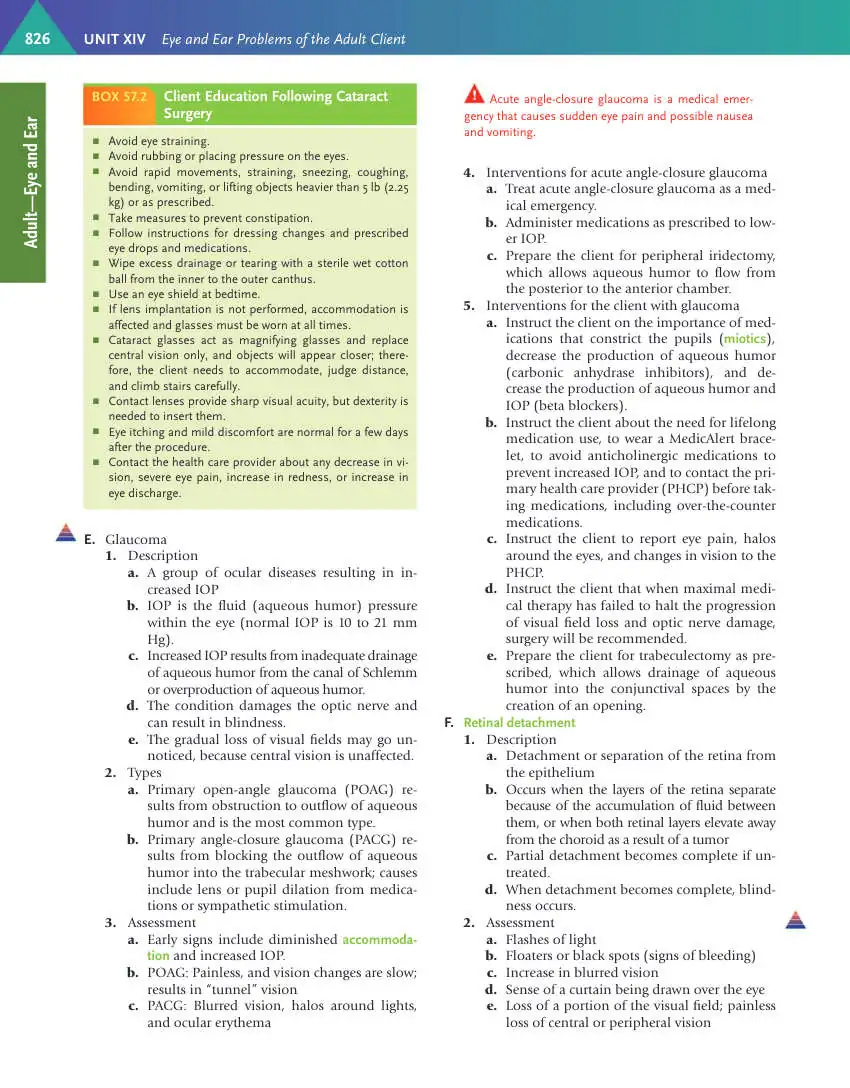 826 UNIT XIV Eye and Ear Problems of the Adult Client
Adult—Eye and Ear
BOX 57.2 Client Education Following Cataract
Surgery
■ Avoid eye straining.
■ Avoid rubbing or placing pressure on the eyes.
■ Avoid rapid movements, straining, sneezing, coughing,
bending, vomiting, or lifting objects heavier than 5 lb (2.25
kg) or as prescribed.
■ Take measures to prevent constipation.
■ Follow instructions for dressing changes and prescribed
eye drops and medications.
■ Wipe excess drainage or tearing with a sterile wet cotton
ball from the inner to the outer canthus.
■ Use an eye shield at bedtime.
■ If lens implantation is not performed, accommodation is
affected and glasses must be worn at all times.
■ Cataract glasses act as magnifying glasses and replace
central vision only, and objects will appear closer; there-
fore, the client needs to accommodate, judge distance,
and climb stairs carefully.
■ Contact lenses provide sharp visual acuity, but dexterity is
needed to insert them.
■ Eye itching and mild discomfort are normal for a few days
after the procedure.
■ Contact the health care provider about any decrease in vi-
sion, severe eye pain, increase in redness, or increase in
eye discharge.
E. Glaucoma
1. Description
a. A group of ocular diseases resulting in in-
creased IOP
b. IOP is the fluid (aqueous humor) pressure
within the eye (normal IOP is 10 to 21 mm
Hg).
c. Increased IOP results from inadequate drainage
of aqueous humor from the canal of Schlemm
or overproduction of aqueous humor.
d. The condition damages the optic nerve and
can result in blindness.
e. The gradual loss of visual fields may go un-
noticed, because central vision is unaffected.
2. Types
a. Primary open-angle glaucoma (POAG) re-
sults from obstruction to outflow of aqueous
humor and is the most common type.
b. Primary angle-closure glaucoma (PACG) re-
sults from blocking the outflow of aqueous
humor into the trabecular meshwork; causes
include lens or pupil dilation from medica-
tions or sympathetic stimulation.
3. Assessment
a. Early signs include diminished accommoda-
tion and increased IOP.
b. POAG: Painless, and vision changes are slow;
results in “tunnel” vision
c. PACG: Blurred vision, halos around lights,
and ocular erythema
Acute angle-closure glaucoma is a medical emer-
gency that causes sudden eye pain and possible nausea
and vomiting.
4. Interventions for acute angle-closure glaucoma
a. Treat acute angle-closure glaucoma as a med-
ical emergency.
b. Administer medications as prescribed to low-
er IOP.
c. Prepare the client for peripheral iridectomy,
which allows aqueous humor to flow from
the posterior to the anterior chamber.
5. Interventions for the client with glaucoma
a. Instruct the client on the importance of med-
ications that constrict the pupils (miotics),
decrease the production of aqueous humor
(carbonic anhydrase inhibitors), and de-
crease the production of aqueous humor and
IOP (beta blockers).
b. Instruct the client about the need for lifelong
medication use, to wear a MedicAlert brace-
let, to avoid anticholinergic medications to
prevent increased IOP, and to contact the pri-
mary health care provider (PHCP) before tak-
ing medications, including over-the-counter
medications.
c. Instruct the client to report eye pain, halos
around the eyes, and changes in vision to the
PHCP.
d. Instruct the client that when maximal medi-
cal therapy has failed to halt the progression
of visual field loss and optic nerve damage,
surgery will be recommended.
e. Prepare the client for trabeculectomy as pre-
scribed, which allows drainage of aqueous
humor into the conjunctival spaces by the
creation of an opening.
F. Retinal detachment
1. Description
a. Detachment or separation of the retina from
the epithelium
b. Occurs when the layers of the retina separate
because of the accumulation of fluid between
them, or when both retinal layers elevate away
from the choroid as a result of a tumor
c. Partial detachment becomes complete if un-
treated.
d. When detachment becomes complete, blind-
ness occurs.
2. Assessment
a. Flashes of light
b. Floaters or black spots (signs of bleeding)
c. Increase in blurred vision
d. Sense of a curtain being drawn over the eye
e. Loss of a portion of the visual field; painless
loss of central or peripheral vision